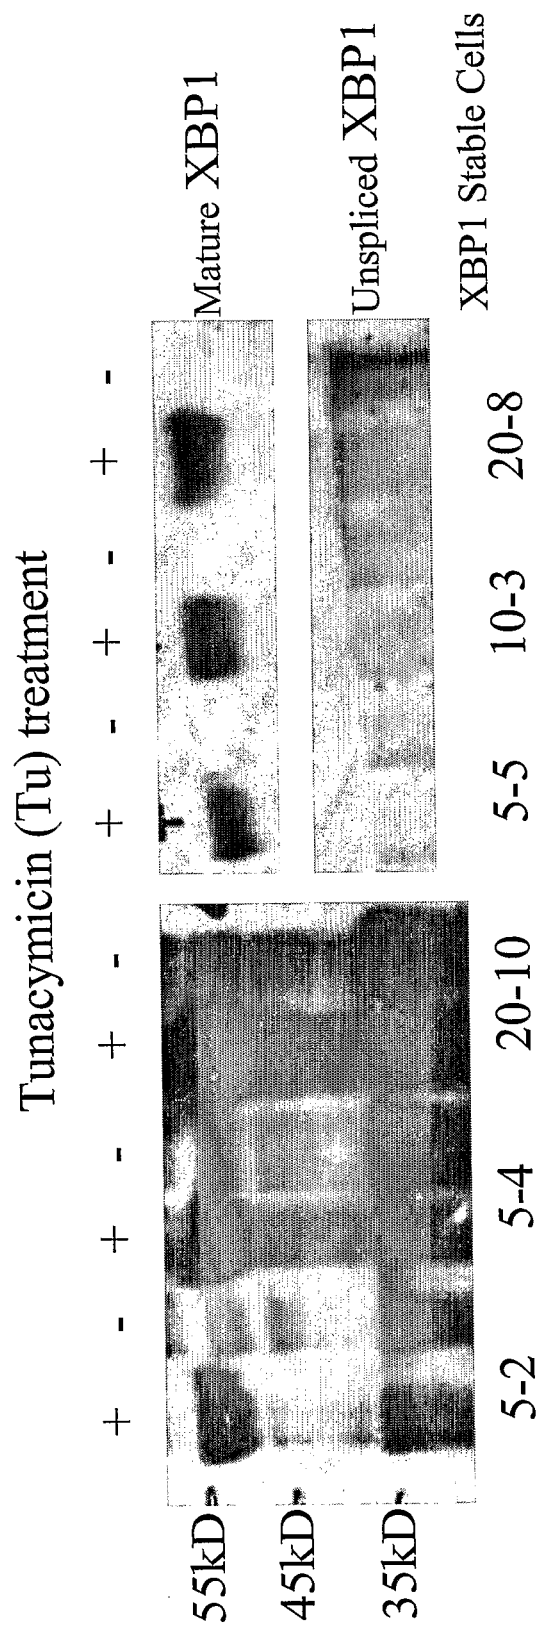 Tunacymicin (Tu) treatment
+ - + - + - + - + - + -
55kD
45kD
35kD
Mature XBP1
Unspliced XBP1
5-2 5-4 20-10 5-5 10-3 20-8 XBP1 Stable Cells